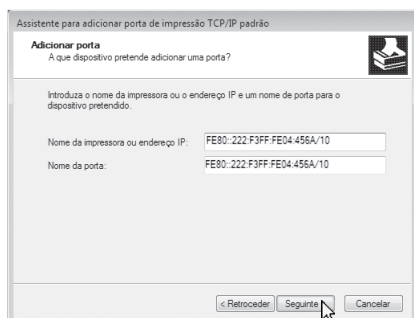 Assistente para adicionar porta de impressão TCP/IP padrão
Adicionar porta
A que dispositivo pretende adicionar uma porta?
Introduza o nome da impressora ou o endereço IP e um nome de porta para o
dispositivo pretendido.
Nome da impressora ou endereço IP: FE80::222:F3FF:FE04:456A/10
Nome da porta: FE80::222:F3FF:FE04:456A/10
< Retroceder Seguinte Cancelar